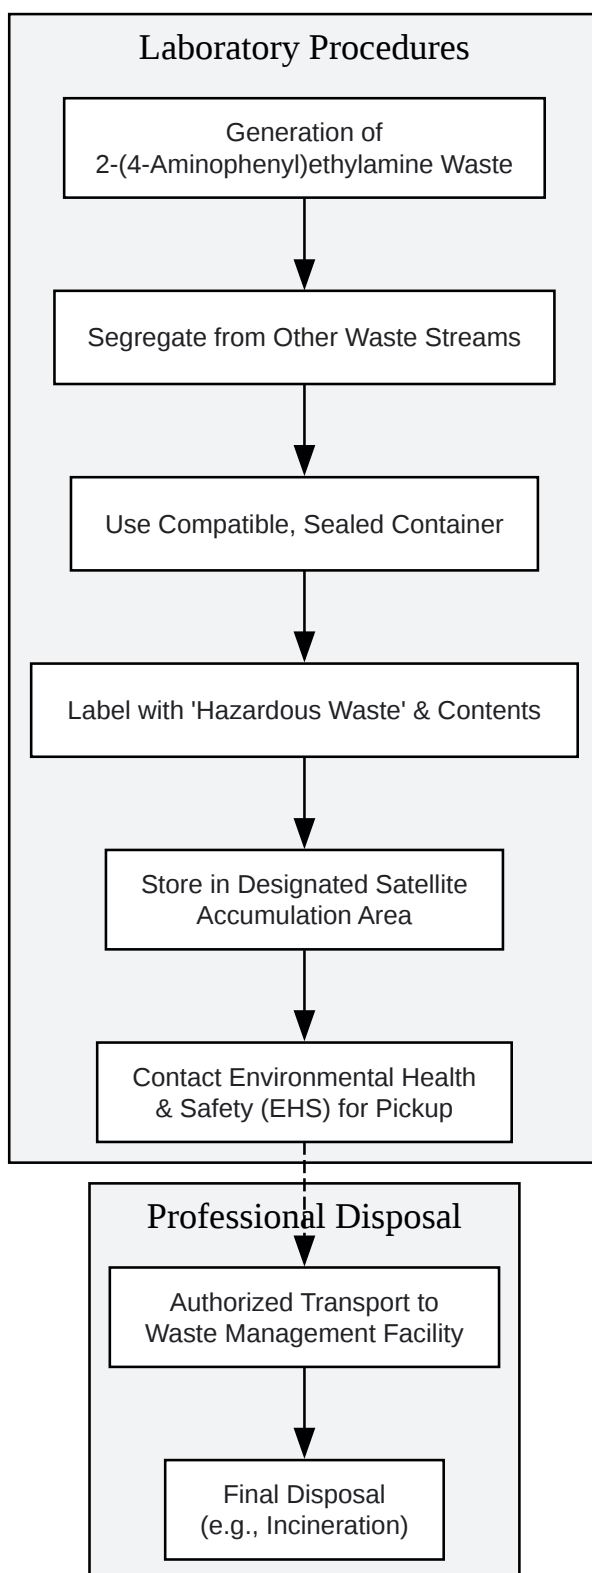 Laboratory Procedures
Generation of
2-(4-Aminophenyl)ethylamine Waste
Segregate from Other Waste Streams
Use Compatible, Sealed Container
Label with 'Hazardous Waste' & Contents
Store in Designated Satellite
Accumulation Area
Contact Environmental Health
& Safety (EHS) for Pickup
Professional Disposal
Authorized Transport to
Waste Management Facility
Final Disposal
(e.g., Incineration)